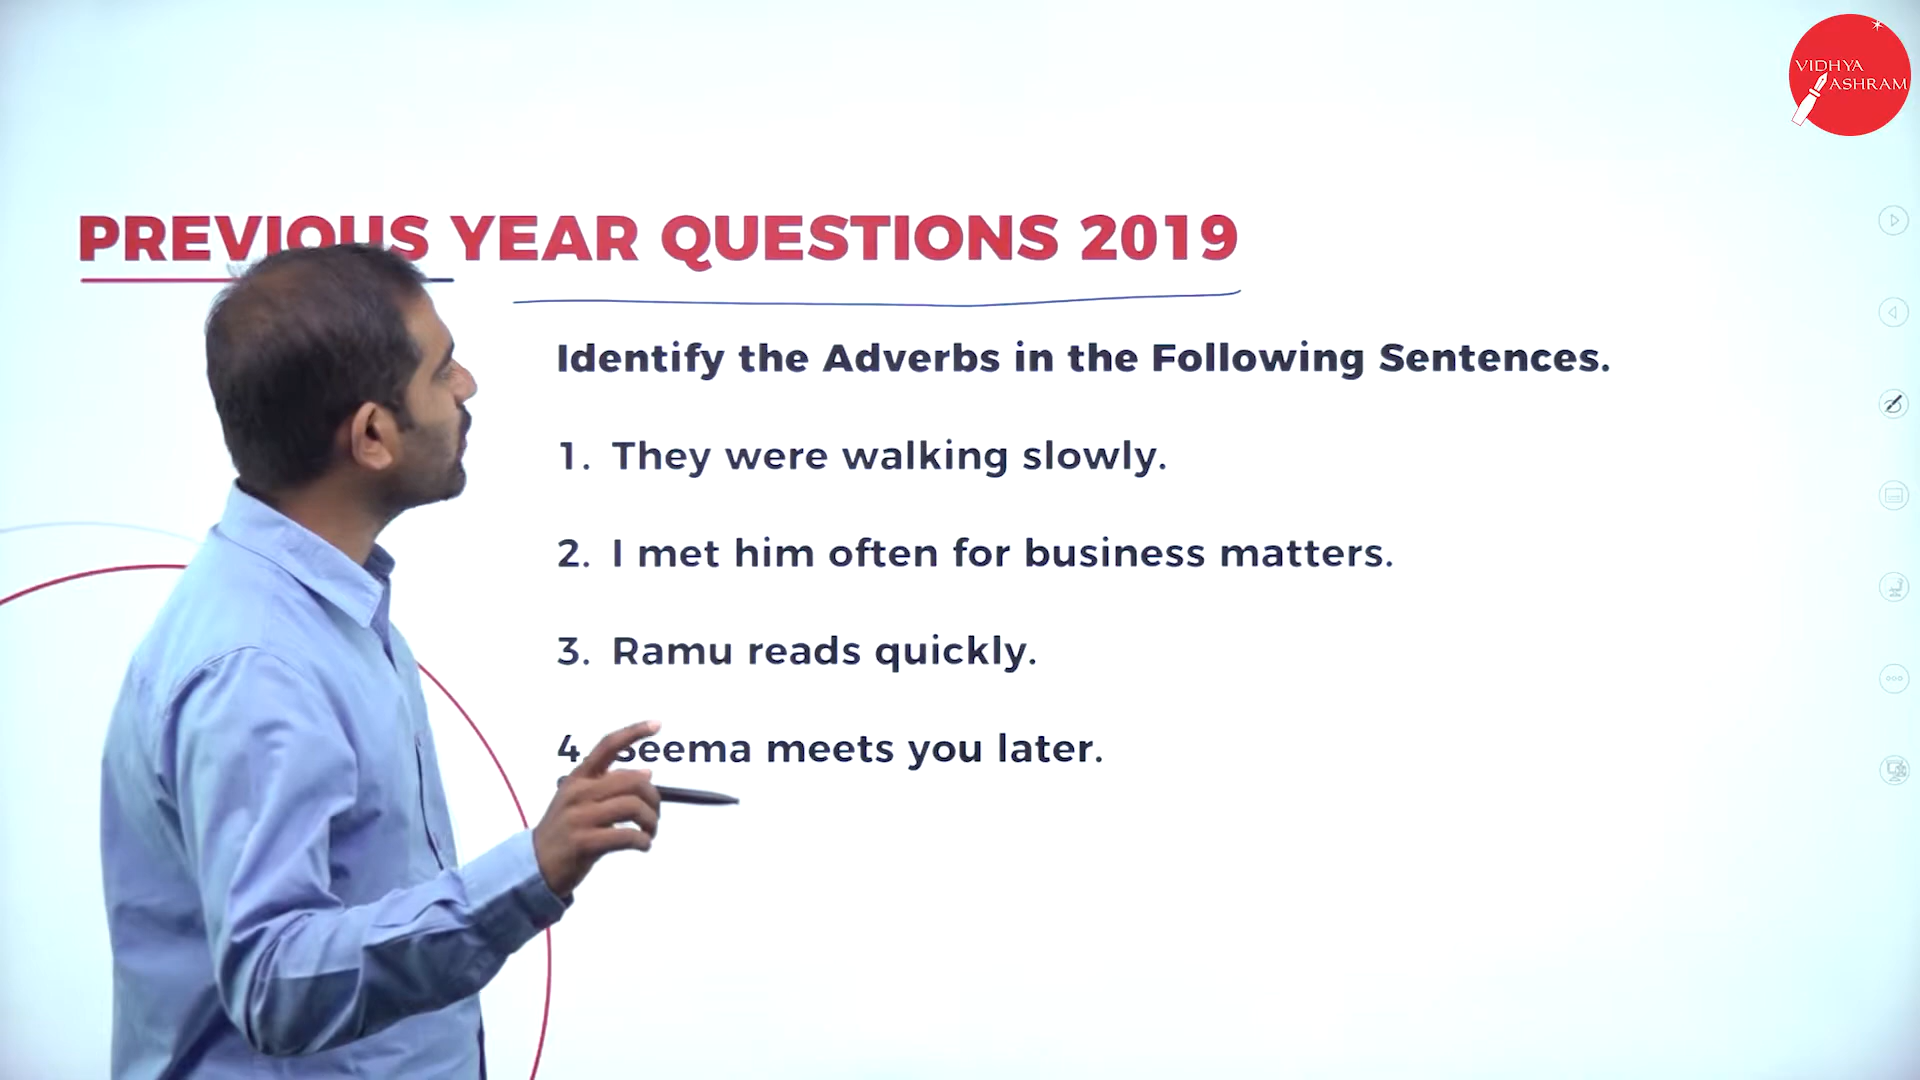 VIDHYA
ASHRAM
PREVIOUS YEAR QUESTIONS 2019
Identify the Adverbs in the Following Sentences.
1. They were walking slowly.
2. I met him often for business matters.
3. Ramu reads quickly.
4. Seema meets you later.